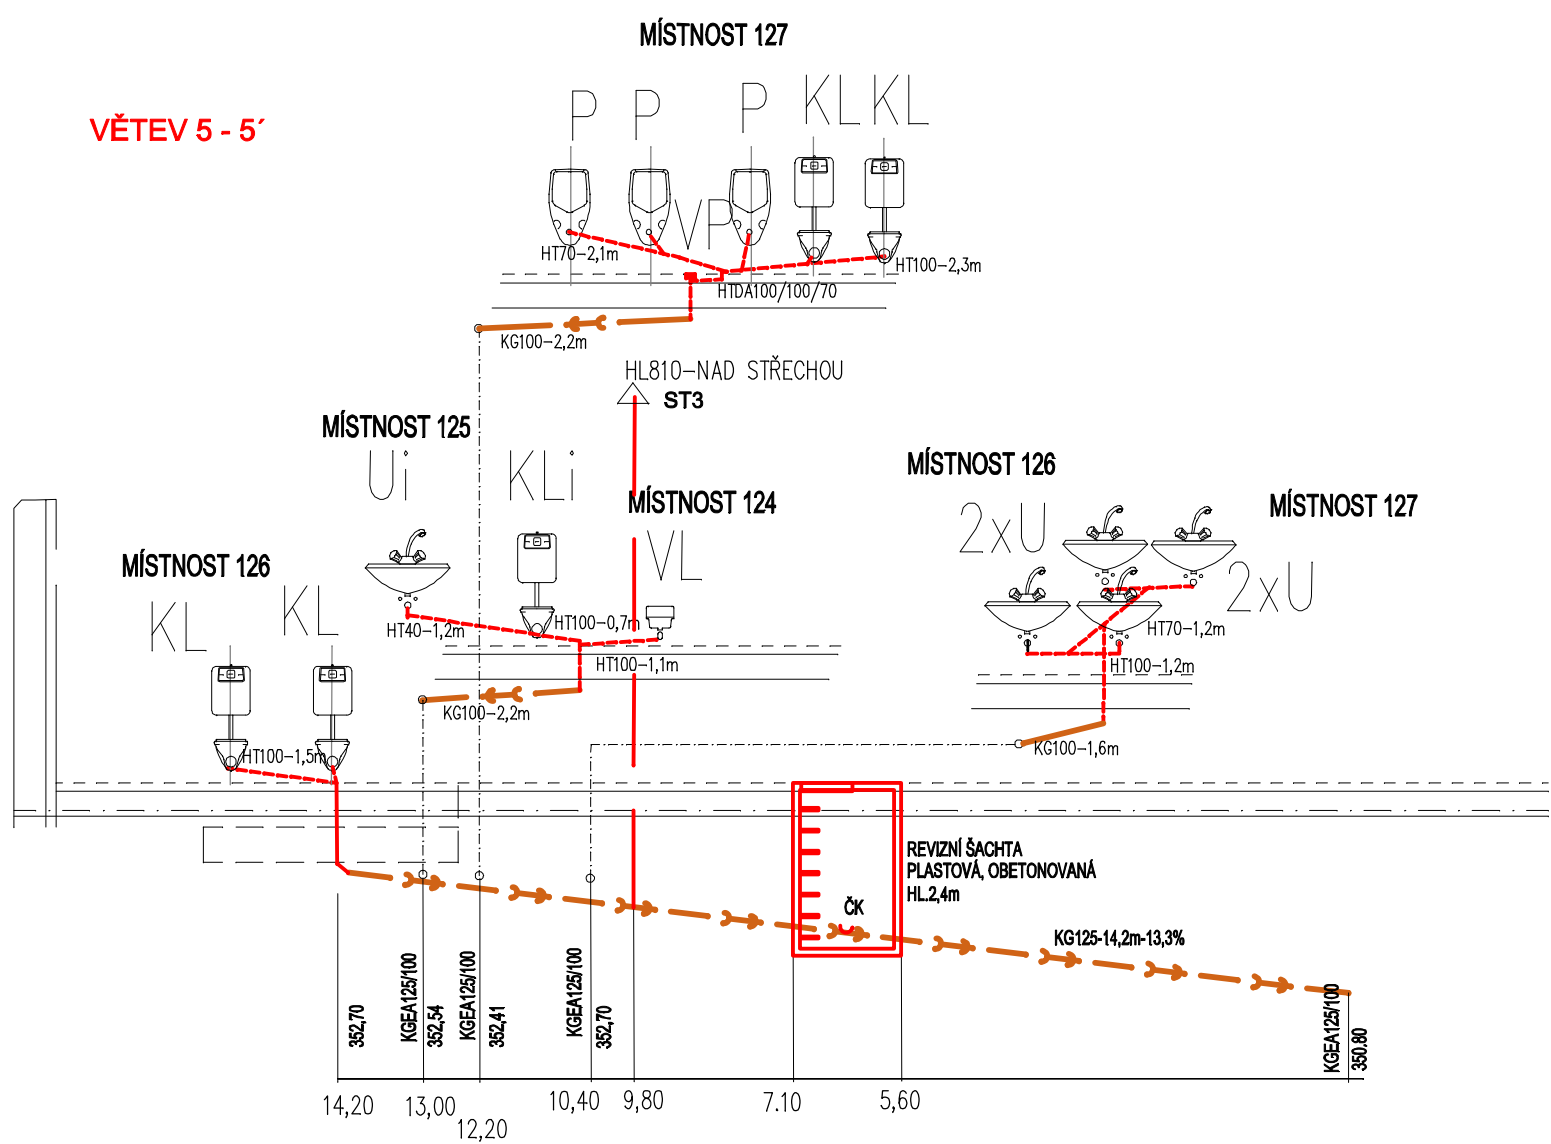 MÍSTNOST 127
VĚTEV 5 - 5´
P P P KL KL
VP
HT70-2,1m
HT100-2,3m
HTDA100/100/70
KG100-2,2m
HL810-NAD STŘECHOU
ST3
MÍSTNOST 125
Ui KLi
MÍSTNOST 124
VL
HT40-1,2m
HT100-0,7m
HT100-1,1m
KG100-2,2m
MÍSTNOST 126
KL KL
HT100-1,5m
MÍSTNOST 126
2xU
MÍSTNOST 127
2xU
HT70-1,2m
HT100-1,2m
KG100-1,6m
REVIZNÍ ŠACHTA
PLASTOVÁ, OBETONOVANÁ
HL.2,4m
ČK
KG125-14,2m-13,3%
352,70
KGEA125/100
352,54
KGEA125/100
352,41
KGEA125/100
352,70
KGEA125/100
350.80
14,20 13,00 12,20 10,40 9,80 7.10 5,60